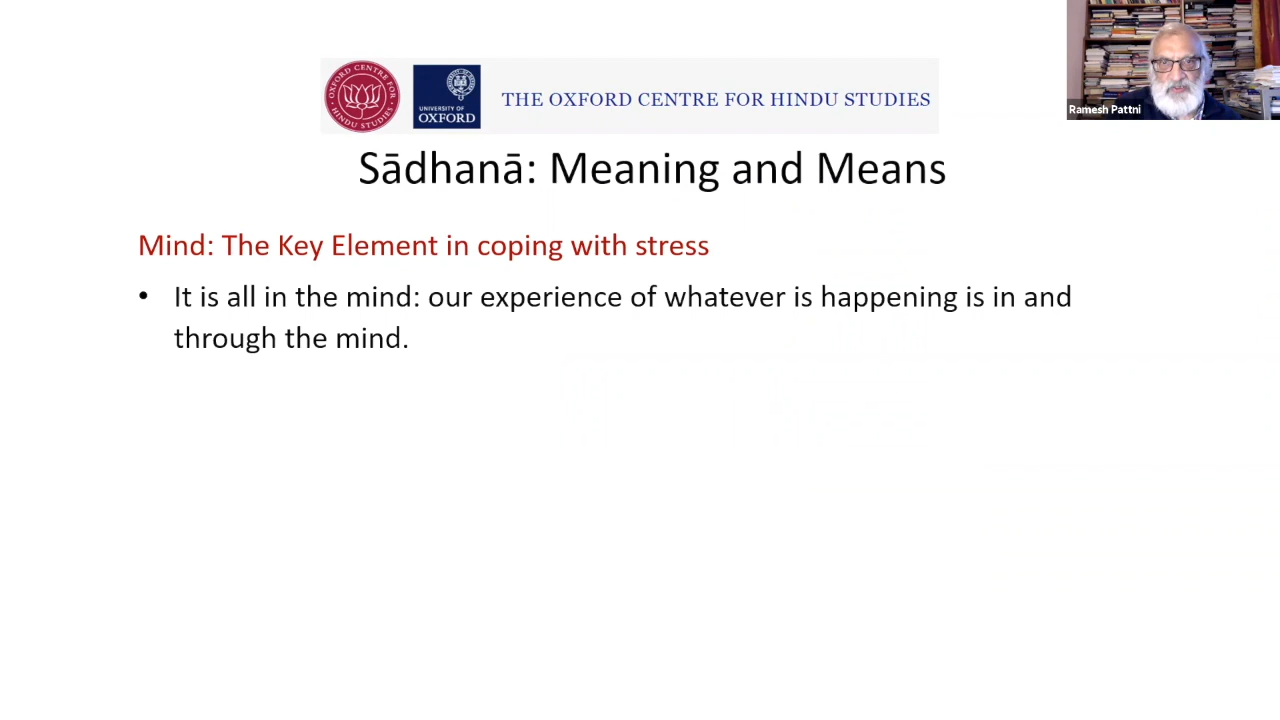 OXFORD CENTRE FOR HINDU STUDIES
UNIVERSITY OF
OXFORD
THE OXFORD CENTRE FOR HINDU STUDIES
Ramesh Pattni
Sādhanā: Meaning and Means
Mind: The Key Element in coping with stress
• It is all in the mind: our experience of whatever is happening is in and
through the mind.